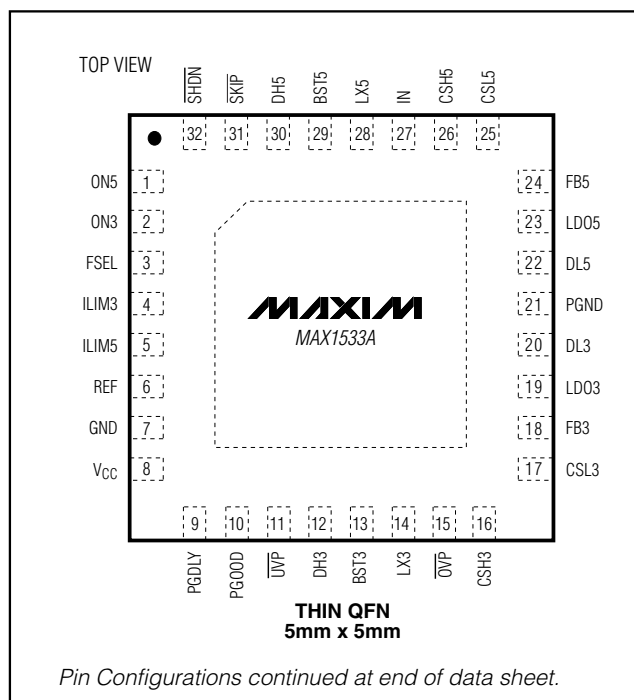 TOP VIEW
SHDN SKIP DH5 BST5 LX5 IN CSH5 CSL5
32 31 30 29 28 27 26 25
ON5 1
ON3 2
FSEL 3
ILIM3 4
ILIM5 5
REF 6
GND 7
VCC 8
24 FB5
23 LDO5
22 DL5
21 PGND
20 DL3
19 LDO3
18 FB3
17 CSL3
MAXIM
MAX1533A
9 10 11 12 13 14 15 16
PGDLY PGOOD UVP DH3 BST3 LX3 OVP CSH3
THIN QFN
5mm x 5mm
Pin Configurations continued at end of data sheet.